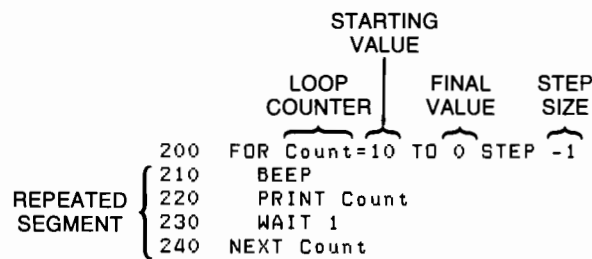 STARTING
VALUE
LOOP
COUNTER
FINAL
VALUE
STEP
SIZE
200 FOR Count=10 TO 0 STEP -1
210 BEEP
220 PRINT Count
230 WAIT 1
240 NEXT Count
REPEATED
SEGMENT